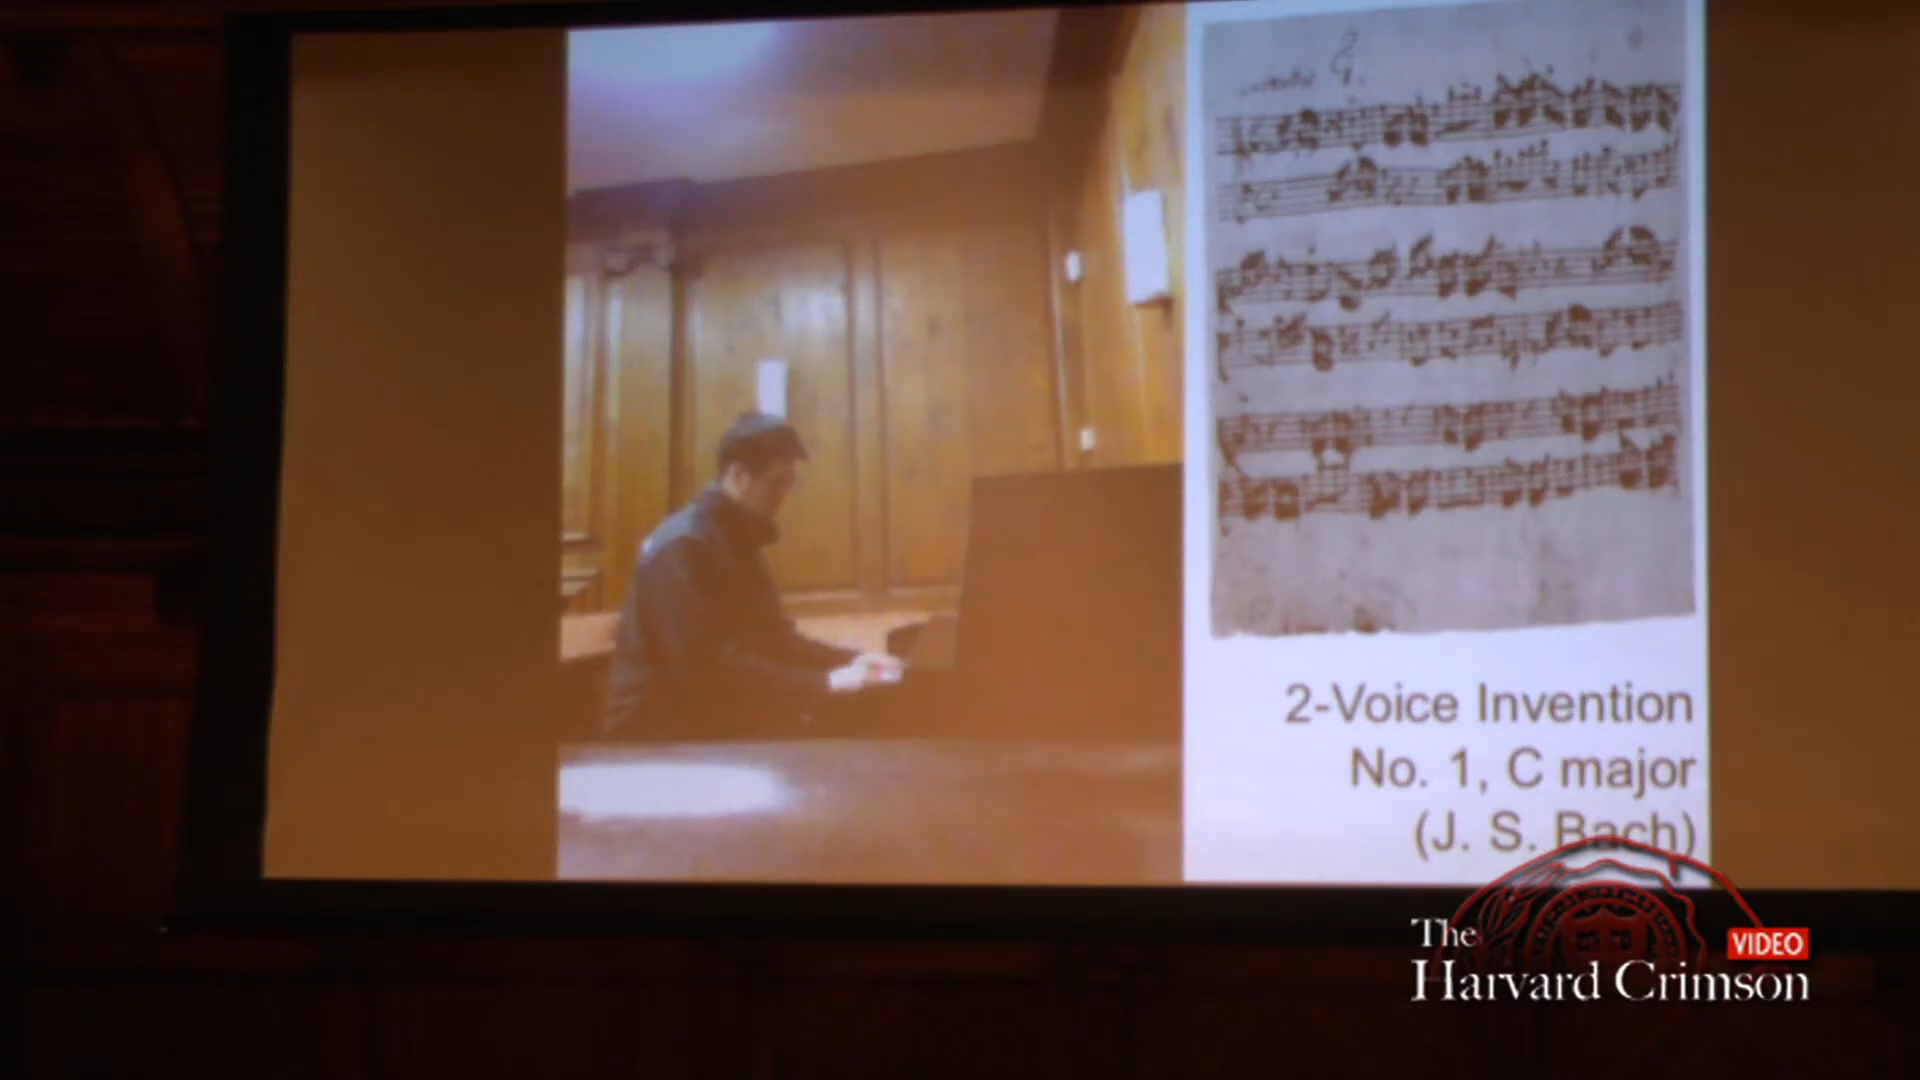 2-Voice Invention
No. 1, C major
(J. S. Bach)
The
VIDEO
Harvard Crimson